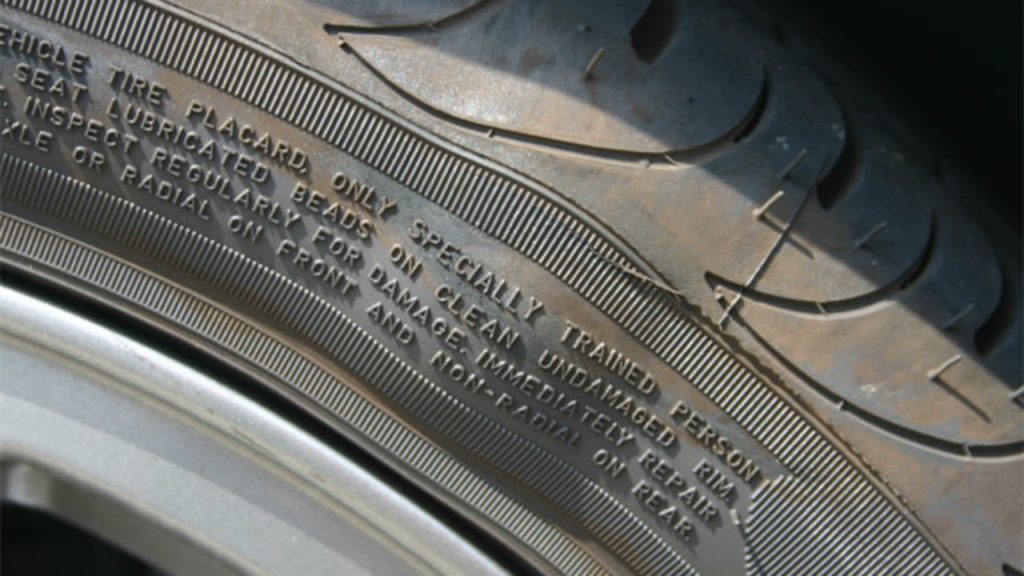 EHICLE TIRE PLACARD, ONLY SPECIALLY TRAINED PERSON
SEAT LUBRICATED BEADS ON CLEAN UNDAMAGED RIM.
INSPECT REGULARLY FOR DAMAGE. IMMEDIATELY REPAIR
XLE OR RADIAL ON FRONT AND NON-RADIAL ON REAR.